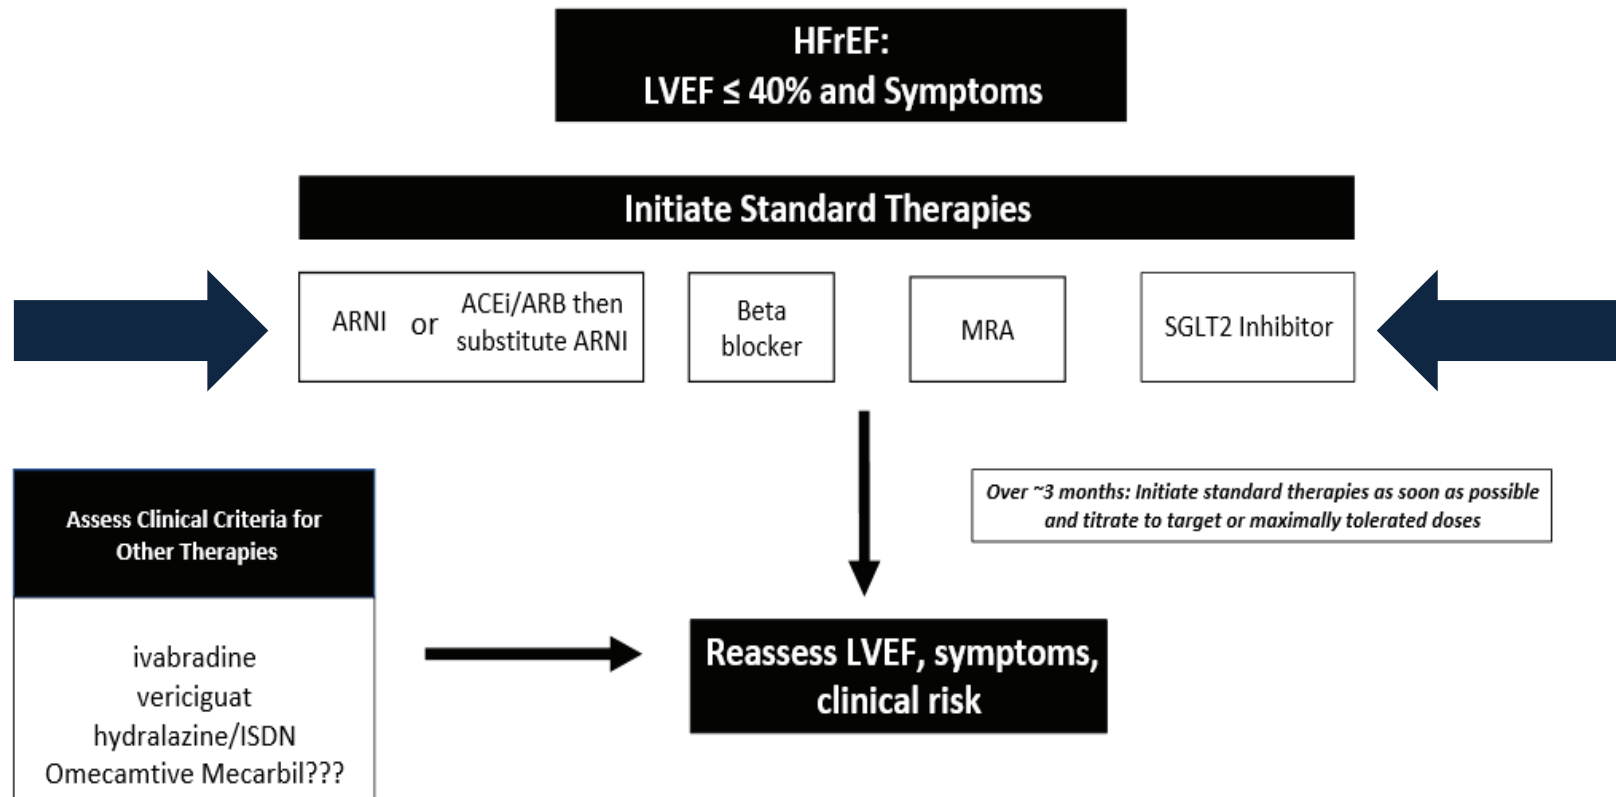 HFrEF:
LVEF ≤ 40% and Symptoms
Initiate Standard Therapies
ARNI or ACEi/ARB then
substitute ARNI
Beta
blocker
MRA
SGLT2 Inhibitor
Over ~3 months: Initiate standard therapies as soon as possible
and titrate to target or maximally tolerated doses
Assess Clinical Criteria for
Other Therapies
ivabradine
vericiguat
hydralazine/ISDN
Omecamtive Mecarbil???
Reassess LVEF, symptoms,
clinical risk